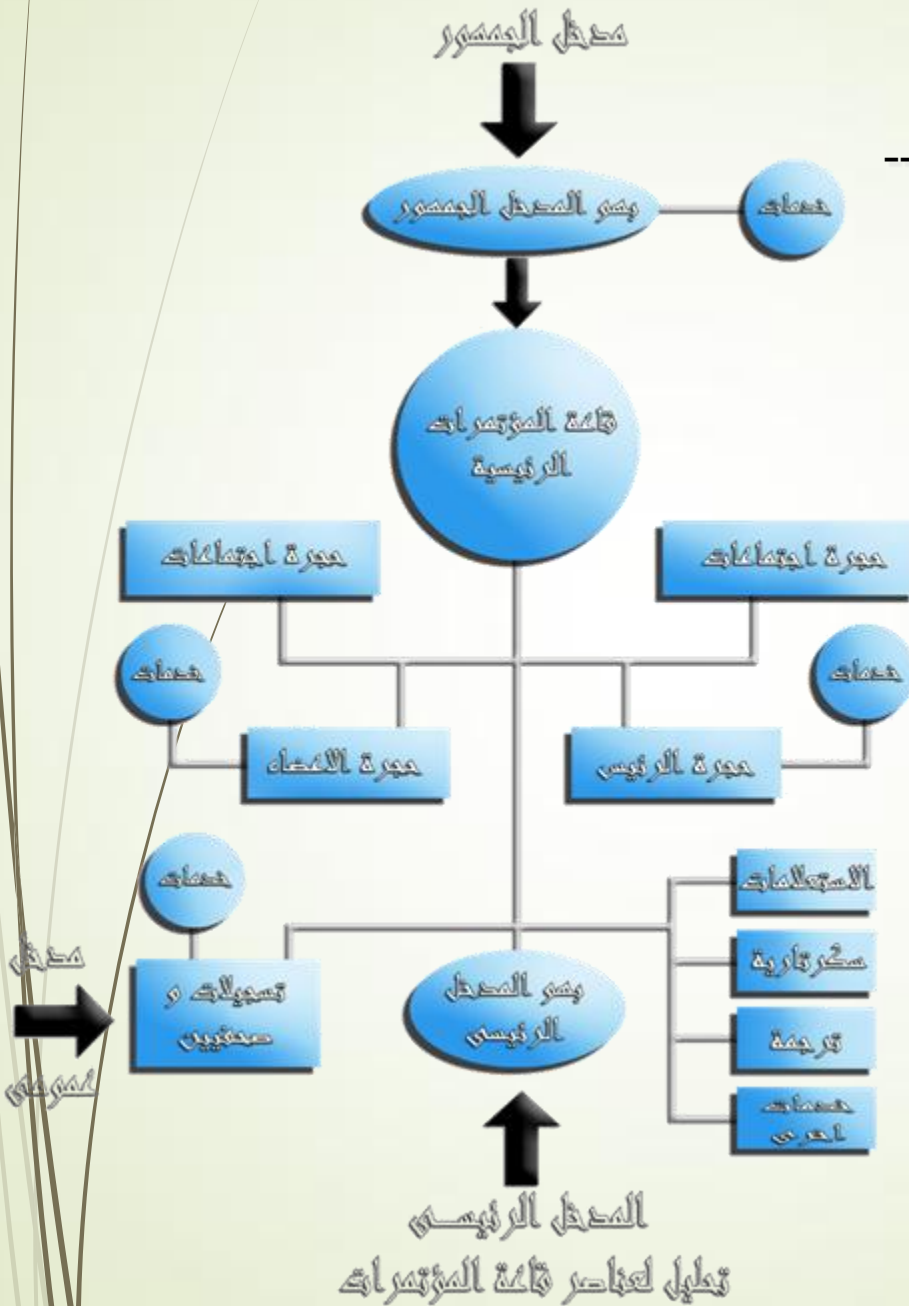 مدخل الجمهور
بهو المدخل الجمهور
خدمات
قاعة المؤتمرات
الرئيسية
حجرة اجتماعات
حجرة اجتماعات
خدمات
خدمات
حجرة الرئيس
حجرة الاعضاء
خدمات
الاستعلامات
سكرتارية
ترجمة
خدمات
اخرى
تسجيلات و
صحفيين
بهو المدخل
الرئيسى
مدخل
عمومى
المدخل الرئيسى
تحليل لعناصر قاعة المؤتمرات
--